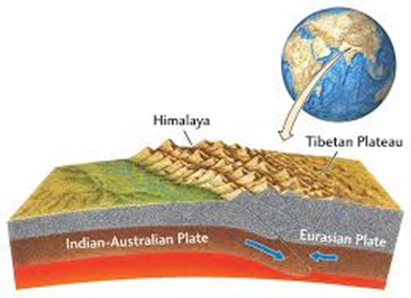 Himalaya
Tibetan Plateau
Indian-Australian Plate
Eurasian Plate